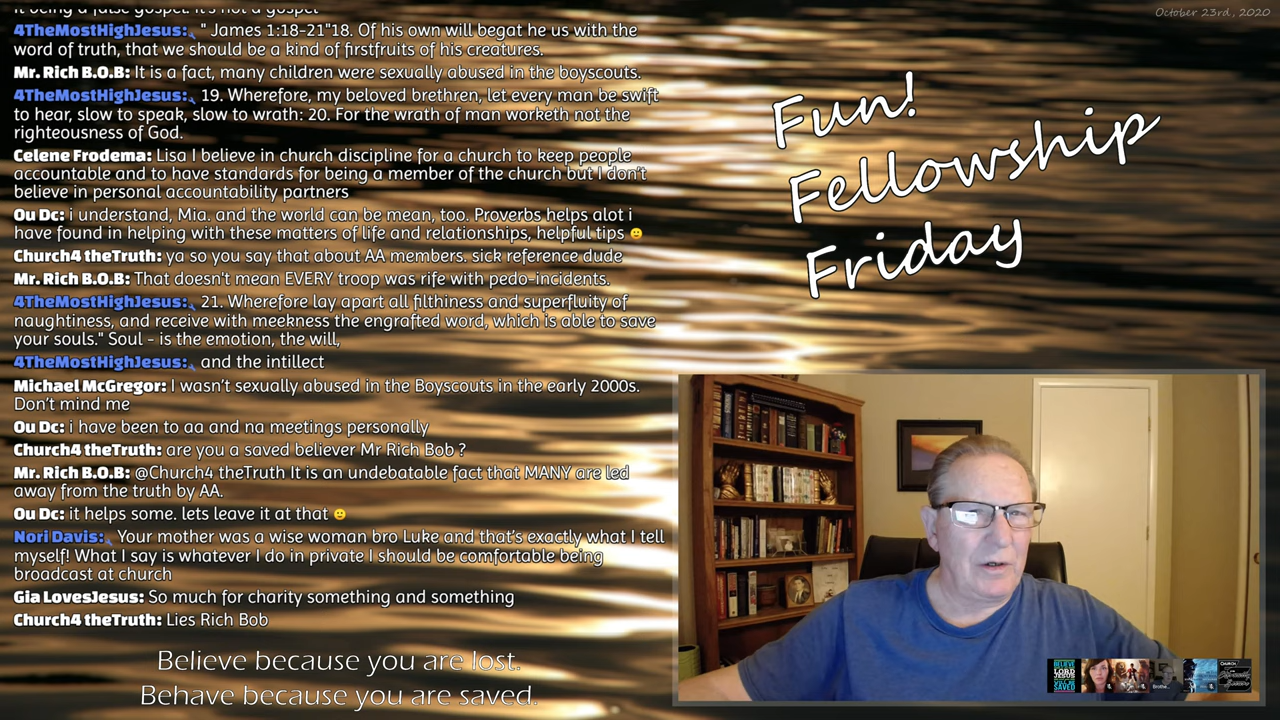 it being a false gospel. it's not a gospel
October 23rd, 2020
4TheMostHighJesus: " James 1:18-21"18. Of his own will begat he us with the
word of truth, that we should be a kind of firstfruits of his creatures.
Mr. Rich B.O.B: It is a fact, many children were sexually abused in the boyscouts.
4TheMostHighJesus: 19. Wherefore, my beloved brethren, let every man be swift
to hear, slow to speak, slow to wrath: 20. For the wrath of man worketh not the
righteousness of God.
Celene Frodema: Lisa I believe in church discipline for a church to keep people
accountable and to have standards for being a member of the church but I don't
believe in personal accountability partners
Ou Dc: i understand, Mia. and the world can be mean, too. Proverbs helps alot i
have found in helping with these matters of life and relationships, helpful tips 🙂
Church4 theTruth: ya so you say that about AA members. sick reference dude
Mr. Rich B.O.B: That doesn't mean EVERY troop was rife with pedo-incidents.
4TheMostHighJesus: 21. Wherefore lay apart all filthiness and superfluity of
naughtiness, and receive with meekness the engrafted word, which is able to save
your souls." Soul - is the emotion, the will,
4TheMostHighJesus: and the intillect
Michael McGregor: I wasn't sexually abused in the Boyscouts in the early 2000s.
Don't mind me
Ou Dc: i have been to aa and na meetings personally
Church4 theTruth: are you a saved believer Mr Rich Bob ?
Mr. Rich B.O.B: @Church4 theTruth It is an undebatable fact that MANY are led
away from the truth by AA.
Ou Dc: it helps some. lets leave it at that 🙂
Nori Davis: Your mother was a wise woman bro Luke and that's exactly what I tell
myself! What I say is whatever I do in private I should be comfortable being
broadcast at church
Gia LovesJesus: So much for charity something and something
Church4 theTruth: Lies Rich Bob
Believe because you are lost.
Behave because you are saved.
Fun!
Fellowship
Friday
BELIEVE
LORD
JESUS
SAVED
Brothe...
CHURCH